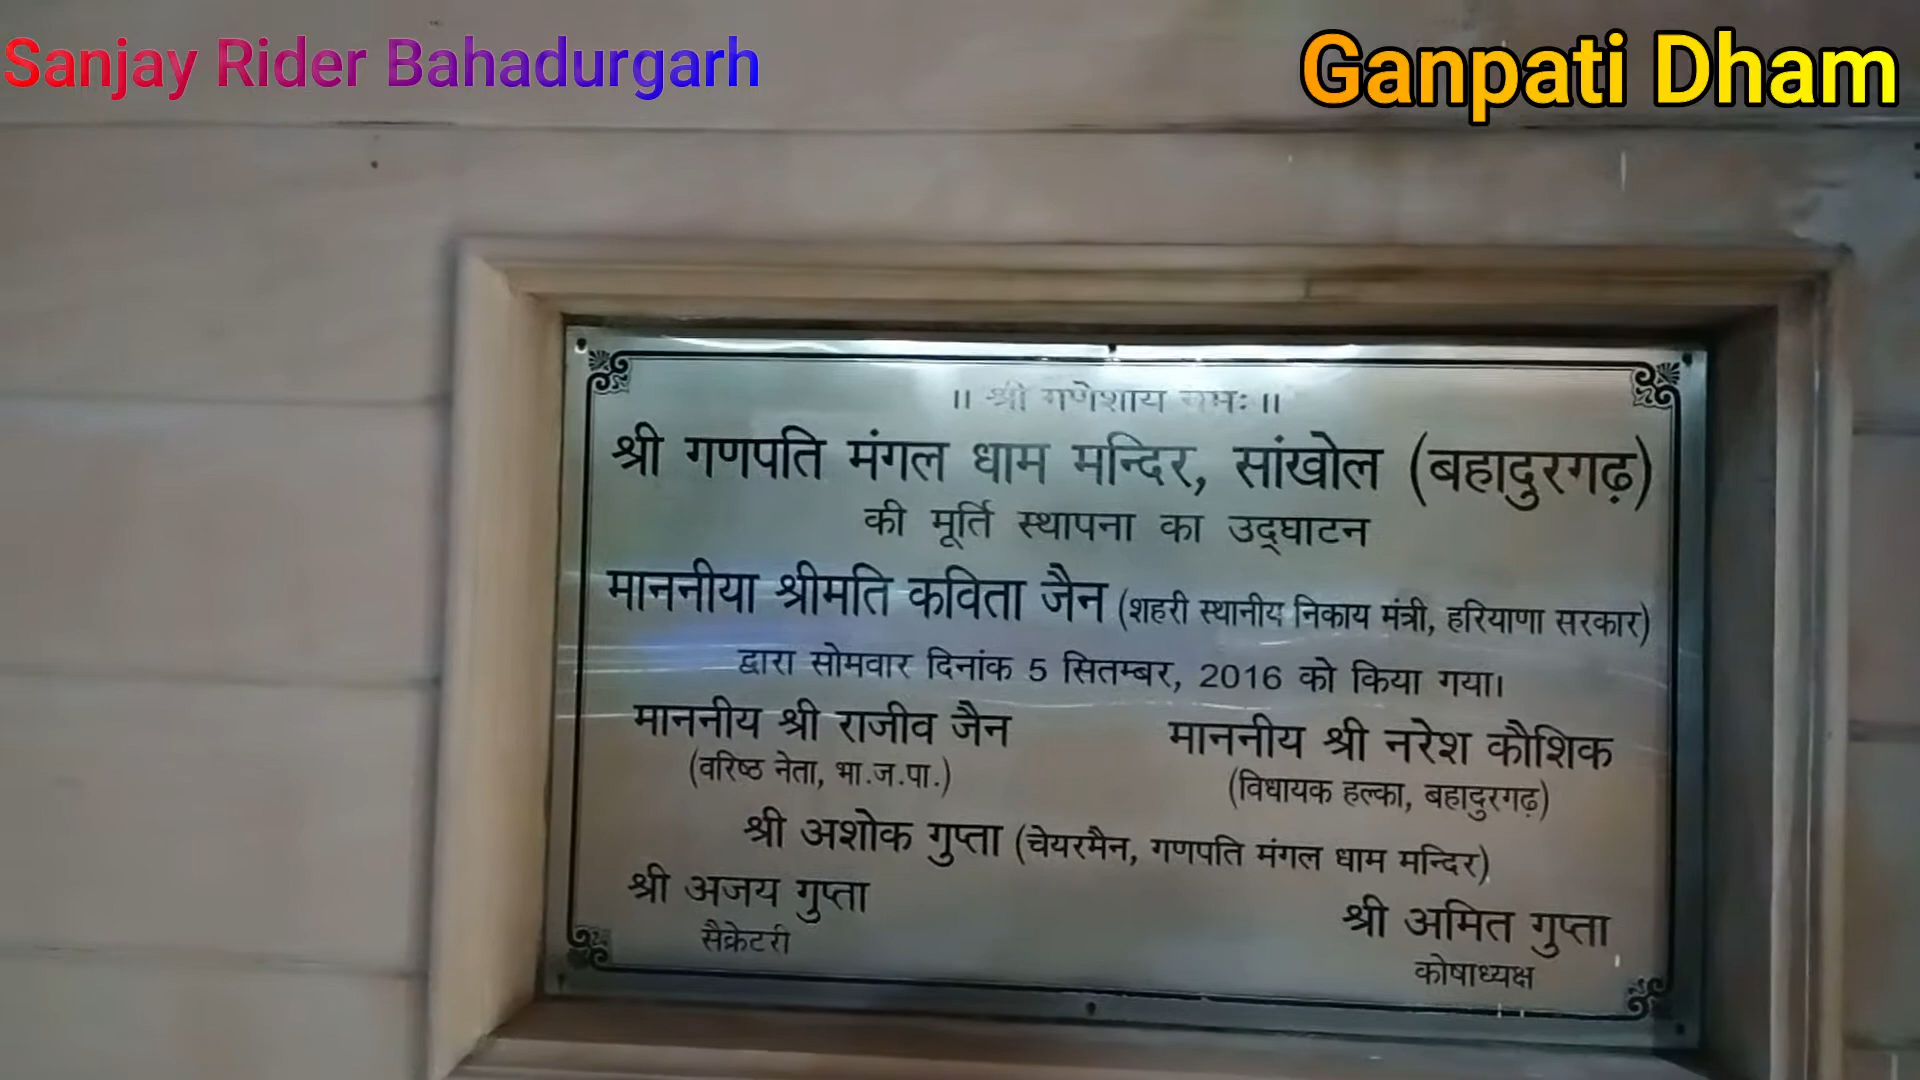 Sanjay Rider Bahadurgarh
Ganpati Dham
॥ श्री गणेशाय नमः ॥
श्री गणपति मंगल धाम मन्दिर, सांखोल (बहादुरगढ़)
की मूर्ति स्थापना का उद्‌घाटन
माननीया श्रीमति कविता जैन (शहरी स्थानीय निकाय मंत्री, हरियाणा सरकार)
द्वारा सोमवार दिनांक 5 सितम्बर, 2016 को किया गया।
माननीय श्री राजीव जैन
(वरिष्ठ नेता, भा.ज.पा.)
माननीय श्री नरेश कौशिक
(विधायक हल्का, बहादुरगढ़)
श्री अशोक गुप्ता (चेयरमैन, गणपति मंगल धाम मन्दिर)
श्री अजय गुप्ता
सैक्रेटरी
श्री अमित गुप्ता
कोषाध्यक्ष